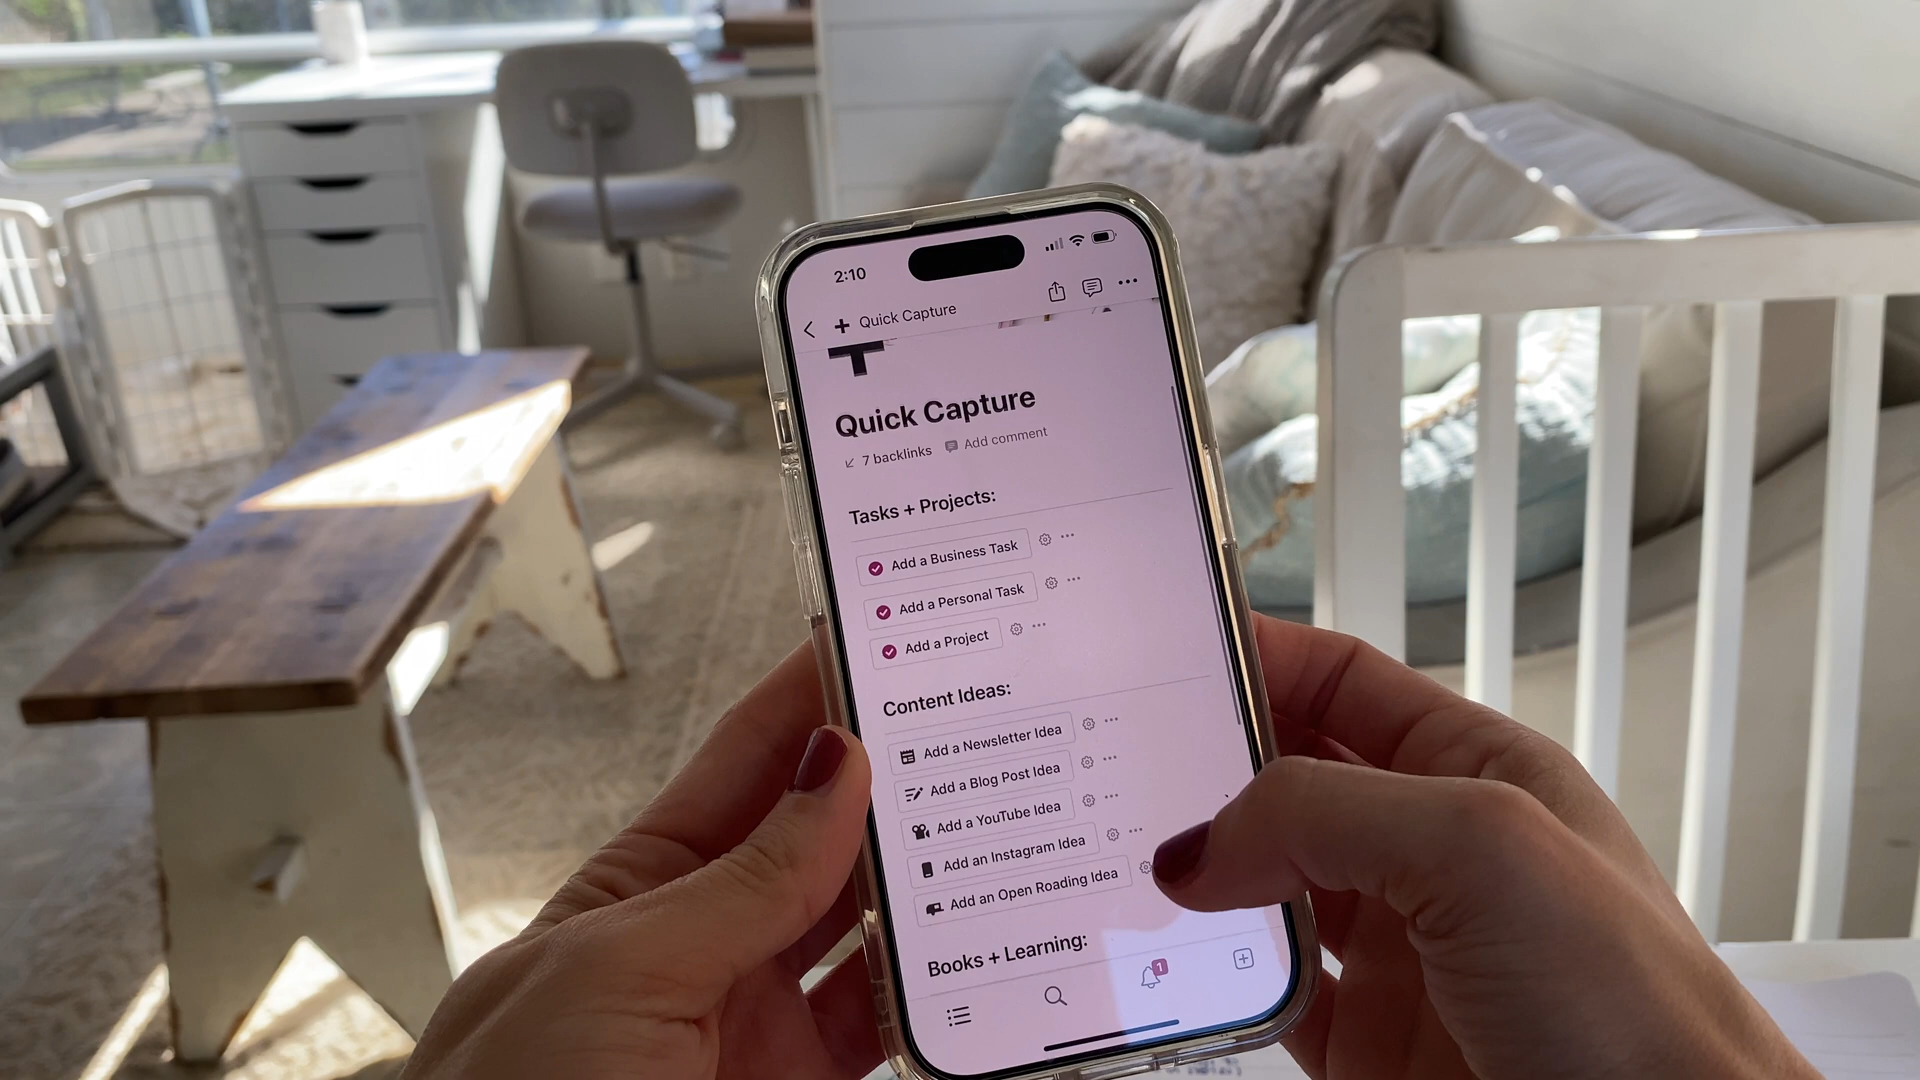 2:10
Quick Capture
Quick Capture
7 backlinks Add comment
Tasks + Projects:
Add a Business Task
Add a Personal Task
Add a Project
Content Ideas:
Add a Newsletter Idea
Add a Blog Post Idea
Add a YouTube Idea
Add an Instagram Idea
Add an Open Roading Idea
Books + Learning:
1